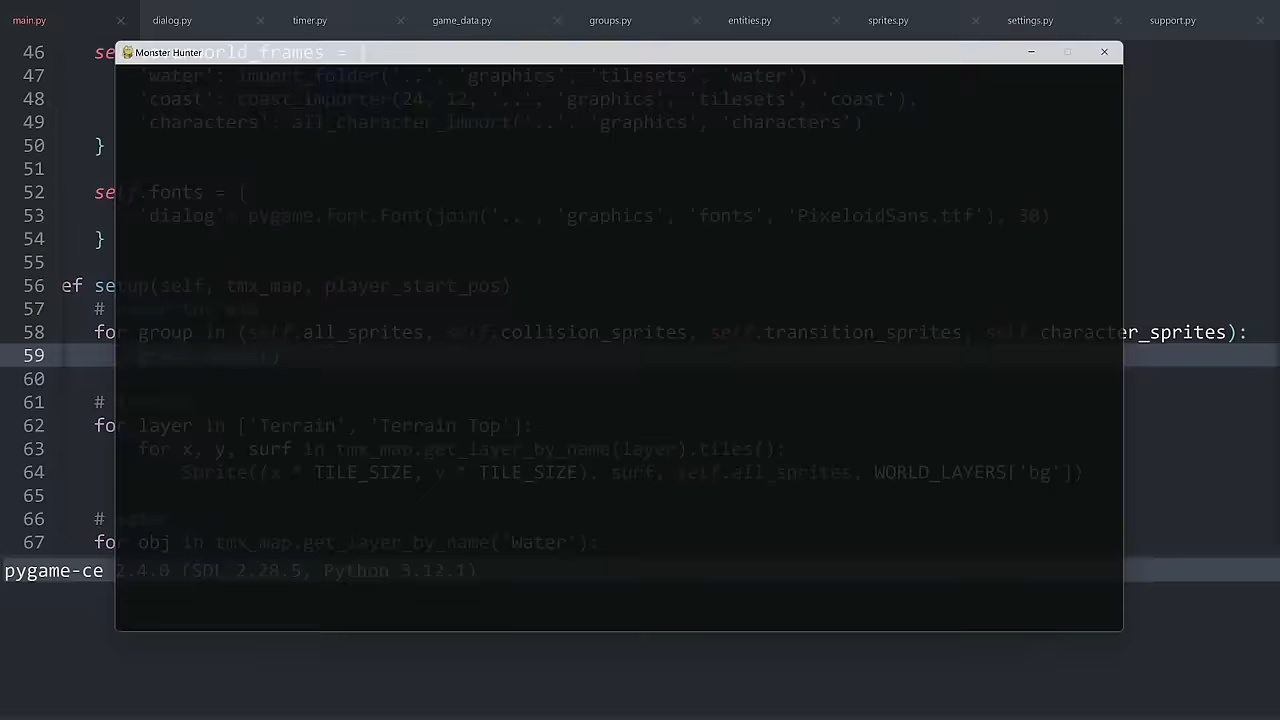 main.py dialog.py timer.py game_data.py groups.py entities.py sprites.py settings.py support.py
Monster Hunter
46 world_frames = {
47 'water': import_folder('..', 'graphics', 'tilesets', 'water'),
48 'coast': coast_importer(24, 12, '..', 'graphics', 'tilesets', 'coast'),
49 'characters': all_character_import('..', 'graphics', 'characters')
50 }
51
52 self.fonts = {
53 'dialog': pygame.font.Font(join('..', 'graphics', 'fonts', 'PixeloidSans.ttf'), 30)
54 }
55
56 ef setup(self, tmx_map, player_start_pos)
57 #
58 for group in (self.all_sprites, self.collision_sprites, self.transition_sprites, self.character_sprites):
59
60
61 #
62 for layer in ['Terrain', 'Terrain Top']:
63 for x, y, surf in tmx_map.get_layer_by_name(layer).tiles():
64 Sprite((x * TILE_SIZE, y * TILE_SIZE), surf, self.all_sprites, WORLD_LAYERS['bg'])
65
66 # water
67 for obj in tmx_map.get_layer_by_name('Water'):
pygame-ce 2.4.0 (SDL 2.28.5, Python 3.12.1)